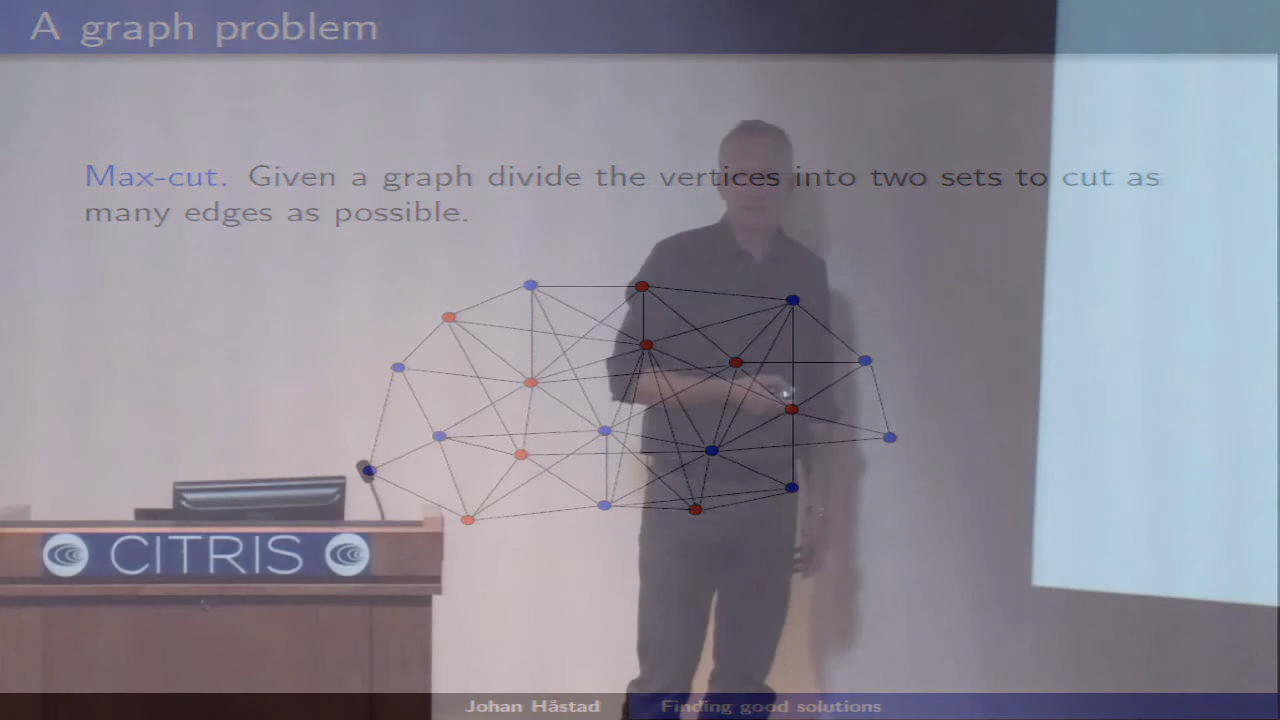 A graph problem
Max-cut. Given a graph divide the vertices into two sets to cut as
many edges as possible.
CITRIS
Johan Håstad Finding good solutions